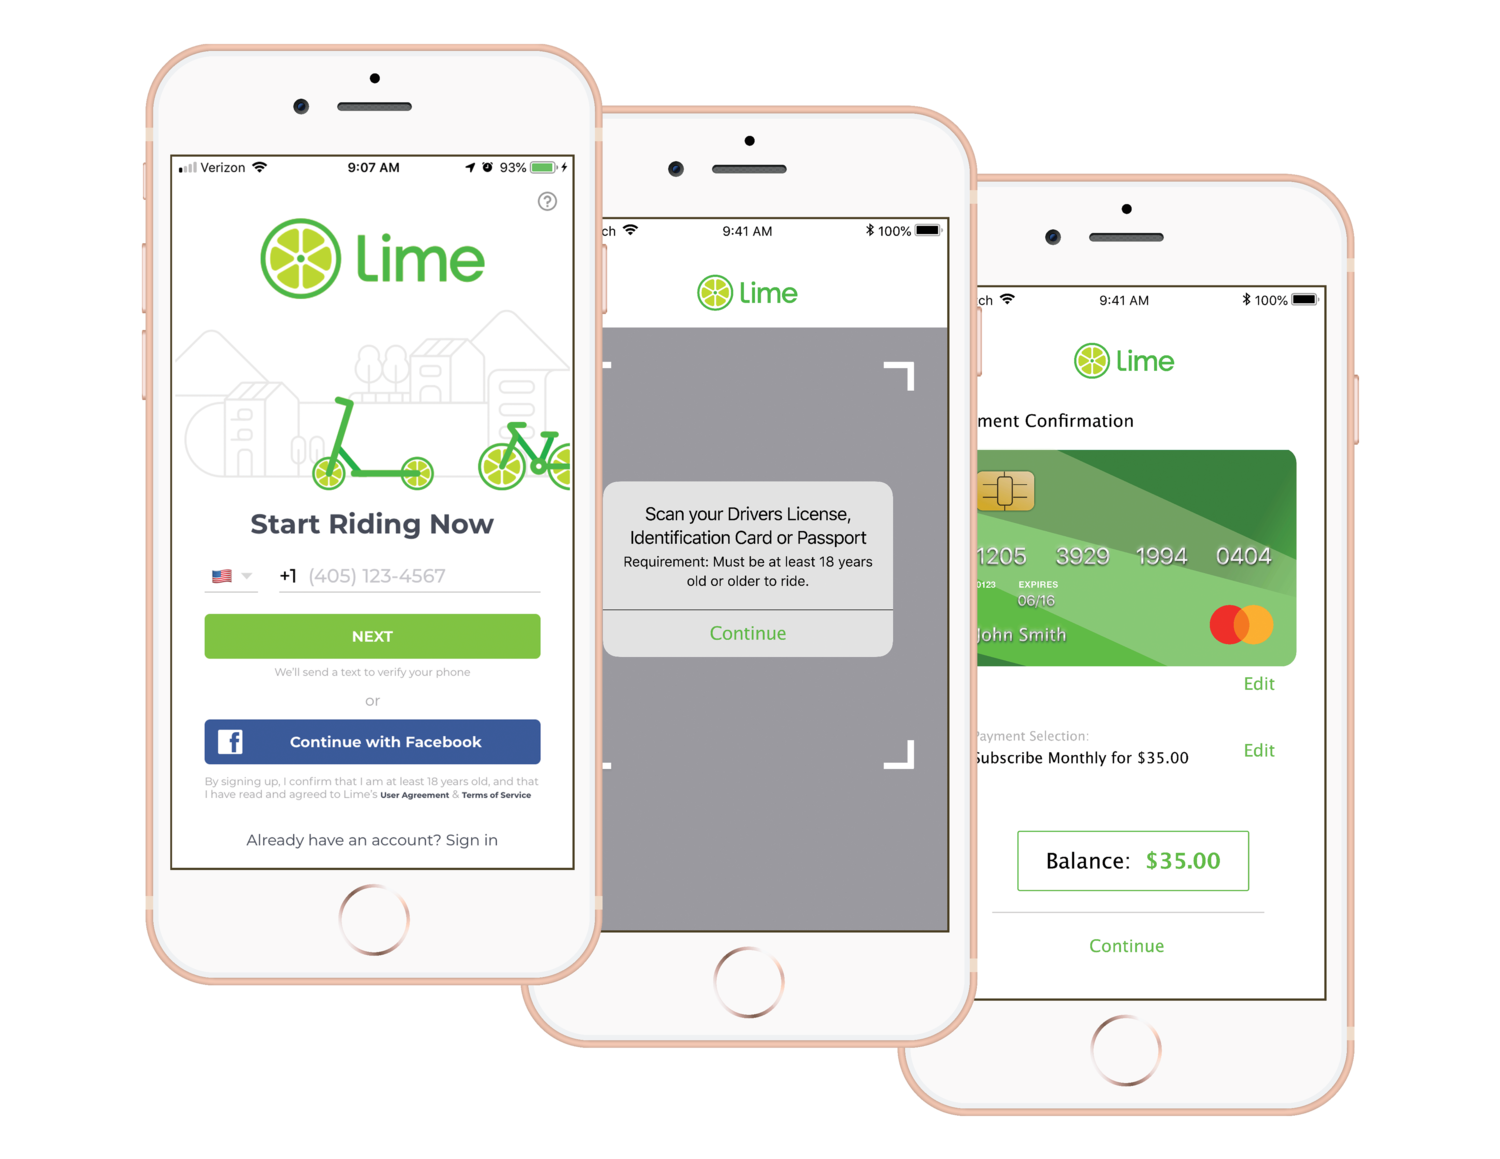 Verizon 9:07 AM 93%
Lime
Start Riding Now
+1 (405) 123-4567
NEXT
We'll send a text to verify your phone
or
Continue with Facebook
By signing up, I confirm that I am at least 18 years old, and that
I have read and agreed to Lime's User Agreement & Terms of Service
Already have an account? Sign in
ch 9:41 AM 100%
Lime
Scan your Drivers License,
Identification Card or Passport
Requirement: Must be at least 18 years
old or older to ride.
Continue
ch 9:41 AM 100%
Lime
ment Confirmation
1205 3929 1994 0404
0123 EXPIRES
06/16
John Smith
Edit
Payment Selection:
Subscribe Monthly for $35.00
Edit
Balance: $35.00
Continue